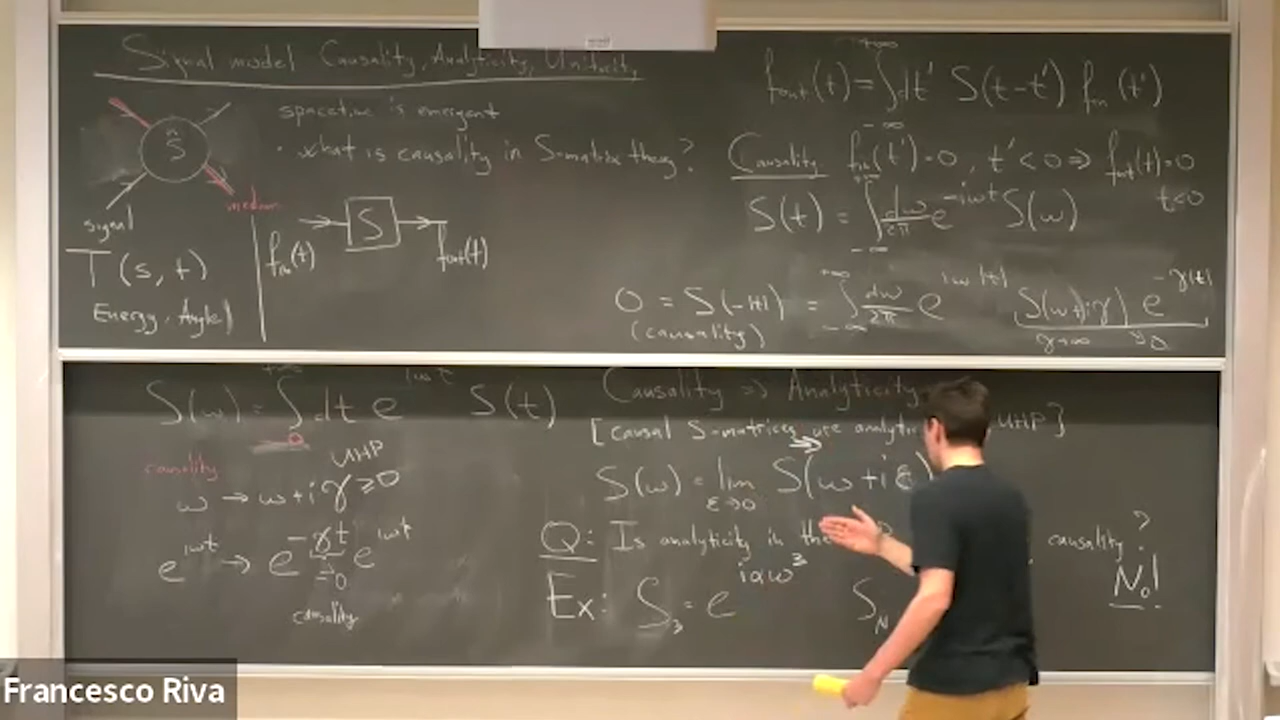 Signal model Causality, Analyticity, Unitarity
spacetime is emergent
· what is causality in S-matrix theory?
Ŝ
signal
medium
T(s,t)
Energy, Angle
f_in(t)
S
f_out(t)
f_out(t) = ∫_{-∞}^{+∞} dt' S(t-t') f_in(t')
Causality f_in(t')=0, t'<0 ⇒ f_out(t)=0
t<0
S(t) = ∫_{-∞} dω/2π e^{-iωt} S(ω)
0 = S(-|t|) = ∫_{-∞}^{+∞} dω/2π e^{iω|t|} S(ω+iγ) e^{-γ|t|}
(causality)
γ→∞
S(ω) = ∫_0^{+∞} dt e^{iωt} S(t)
causality
UHP
ω → ω+iγ ≥0
e^{iωt} → e^{-γt} e^{iωt}
causality
Causality ⇒ Analyticity
[causal S-matrices are analytic UHP]
S(ω) = lim_{ε→0} S(ω+iε)
Q: Is analyticity in the causality?
No!
Ex: S_3 = e^{iαω^3} S_N
Francesco Riva